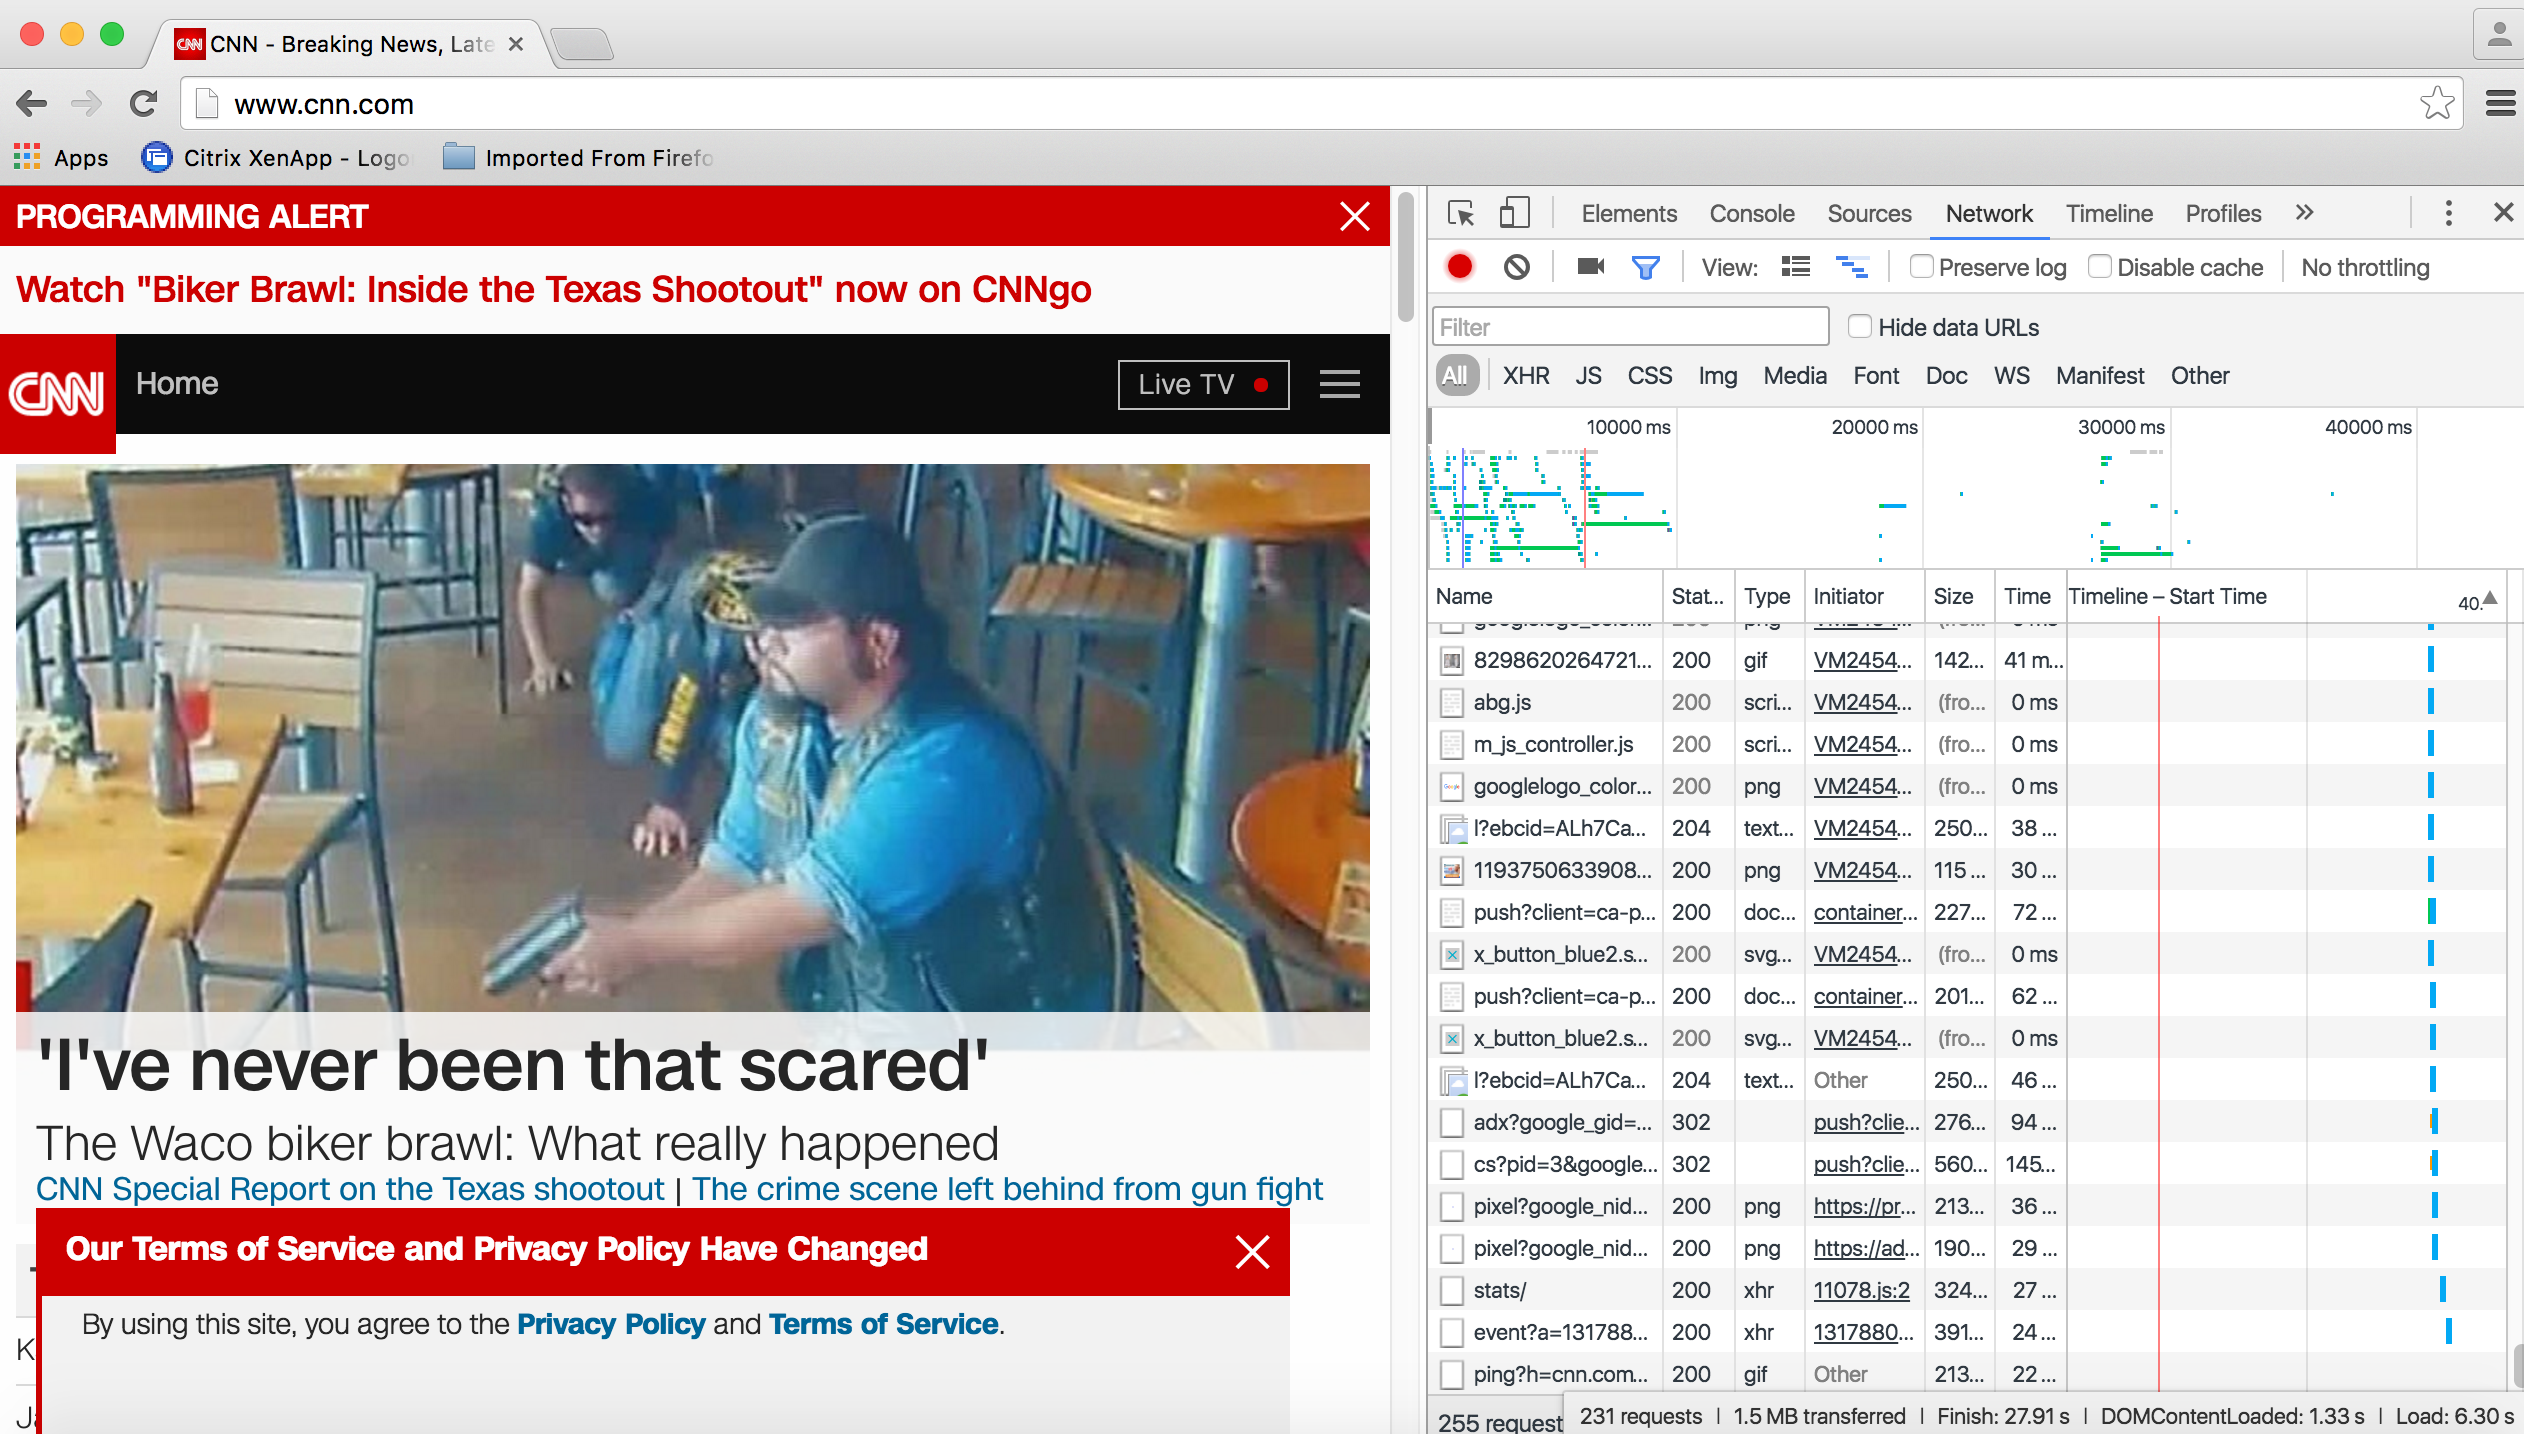 CNN CNN - Breaking News, Late
www.cnn.com
Apps Citrix XenApp - Logo Imported From Firefo
PROGRAMMING ALERT
Watch "Biker Brawl: Inside the Texas Shootout" now on CNNgo
CNN Home Live TV
'I've never been that scared'
The Waco biker brawl: What really happened
CNN Special Report on the Texas shootout | The crime scene left behind from gun fight
Our Terms of Service and Privacy Policy Have Changed
By using this site, you agree to the Privacy Policy and Terms of Service.
Elements Console Sources Network Timeline Profiles »
View: Preserve log Disable cache No throttling
Filter Hide data URLs
All XHR JS CSS Img Media Font Doc WS Manifest Other
10000 ms 20000 ms 30000 ms 40000 ms
Name Stat... Type Initiator Size Time Timeline – Start Time 40.
8298620264721... 200 gif VM2454... 142... 41 m...
abg.js 200 scri... VM2454... (fro... 0 ms
m_js_controller.js 200 scri... VM2454... (fro... 0 ms
googlelogo_color... 200 png VM2454... (fro... 0 ms
l?ebcid=ALh7Ca... 204 text... VM2454... 250... 38 ...
1193750633908... 200 png VM2454... 115 ... 30 ...
push?client=ca-p... 200 doc... container... 227... 72 ...
x_button_blue2.s... 200 svg... VM2454... (fro... 0 ms
push?client=ca-p... 200 doc... container... 201... 62 ...
x_button_blue2.s... 200 svg... VM2454... (fro... 0 ms
l?ebcid=ALh7Ca... 204 text... Other 250... 46 ...
adx?google_gid=... 302 push?clie... 276... 94 ...
cs?pid=3&google... 302 push?clie... 560... 145...
pixel?google_nid... 200 png https://pr... 213... 36 ...
pixel?google_nid... 200 png https://ad... 190... 29 ...
stats/ 200 xhr 11078.js:2 324... 27 ...
event?a=131788... 200 xhr 1317880... 391... 24 ...
ping?h=cnn.com... 200 gif Other 213... 22 ...
255 request 231 requests | 1.5 MB transferred | Finish: 27.91 s | DOMContentLoaded: 1.33 s | Load: 6.30 s